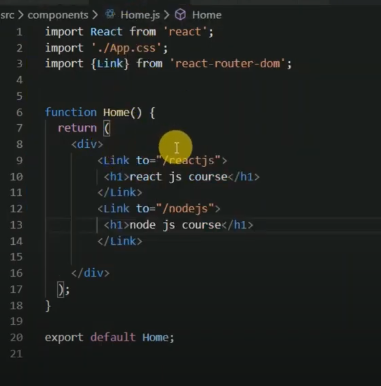 src > components > Home.js > Home
1 import React from 'react';
2 import './App.css';
3 import {Link} from 'react-router-dom';
4
5
6 function Home() {
7 return (
8 <div>
9 <Link to="/reactjs">
10 <h1>react js course</h1>
11 </Link>
12 <Link to="/nodejs">
13 <h1>node js course</h1>
14 </Link>
15
16 </div>
17 );
18 }
19
20 export default Home;
21